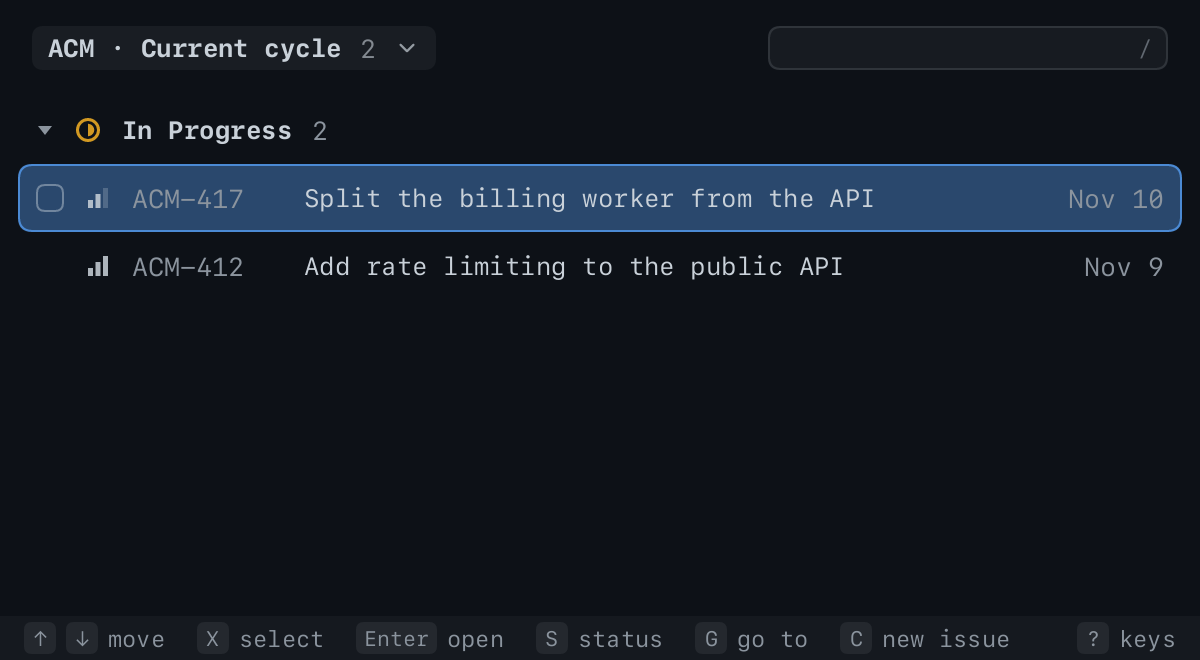 ACM · Current cycle 2 /
In Progress 2
ACM–417 Split the billing worker from the API Nov 10
ACM–412 Add rate limiting to the public API Nov 9
↑ ↓ move X select Enter open S status G go to C new issue ? keys